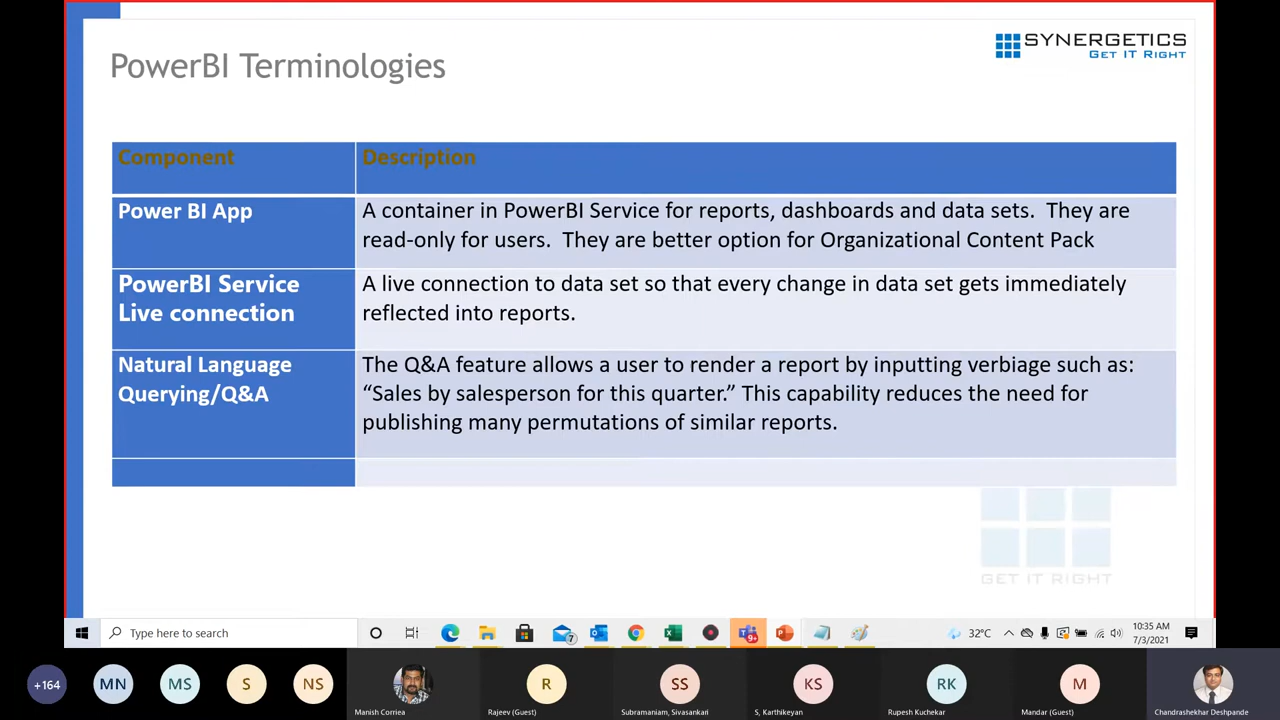 PowerBI Terminologies
SYNERGETICS
GET IT RIGHT
Component
Description
Power BI App
A container in PowerBI Service for reports, dashboards and data sets. They are
read-only for users. They are better option for Organizational Content Pack
PowerBI Service
Live connection
A live connection to data set so that every change in data set gets immediately
reflected into reports.
Natural Language
Querying/Q&A
The Q&A feature allows a user to render a report by inputting verbiage such as:
“Sales by salesperson for this quarter.” This capability reduces the need for
publishing many permutations of similar reports.
GET IT RIGHT
Type here to search
7
9+
32°C
10:35 AM
7/3/2021
+164
MN
MS
S
NS
R
SS
KS
RK
M
Manish Corriea
Rajeev (Guest)
Subramaniam, Sivasankari
S, Karthikeyan
Rupesh Kuchekar
Mandar (Guest)
Chandrashekhar Deshpande